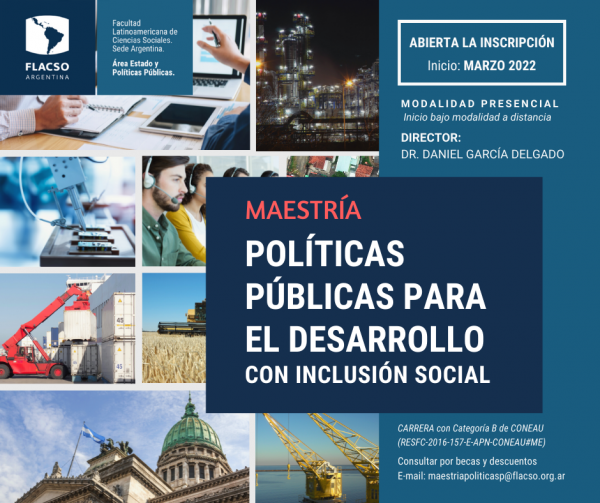 FLACSO
ARGENTINA
Facultad
Latinoamericana de
Ciencias Sociales.
Sede Argentina.
Área Estado y
Políticas Públicas.
ABIERTA LA INSCRIPCIÓN
Inicio: MARZO 2022
MODALIDAD PRESENCIAL
Inicio bajo modalidad a distancia
DIRECTOR:
DR. DANIEL GARCÍA DELGADO
MAESTRÍA
POLÍTICAS
PÚBLICAS PARA
EL DESARROLLO
CON INCLUSIÓN SOCIAL
CARRERA con Categoría B de CONEAU
(RESFC-2016-157-E-APN-CONEAU#ME)
Consultar por becas y descuentos
E-mail: maestriapoliticasp@flacso.org.ar